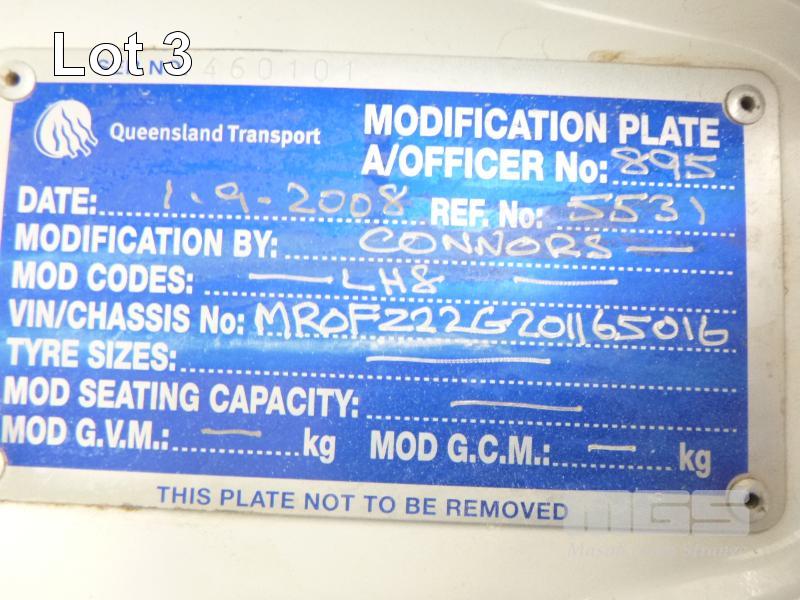 Lot 3
SER NO 460101
Queensland Transport
MODIFICATION PLATE
A/OFFICER No: 895
DATE: 1.9-2008 REF. No: 5531
MODIFICATION BY: CONNORS —
MOD CODES: — LH8 —
VIN/CHASSIS No: MR0FZ22G201165016
TYRE SIZES: —
MOD SEATING CAPACITY: —
MOD G.V.M.: — kg MOD G.C.M.: — kg
THIS PLATE NOT TO BE REMOVED
MGS